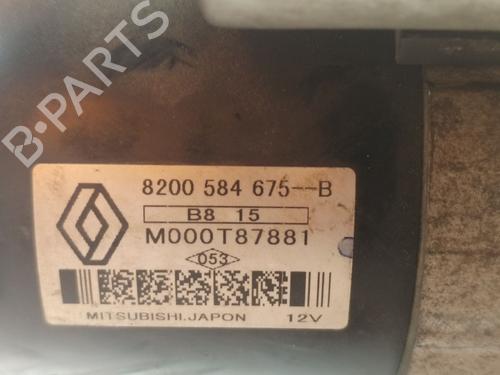 B-PARTS
8200 584 675--B
B8 15
M000T87881
053
MITSUBISHI.JAPON 12V